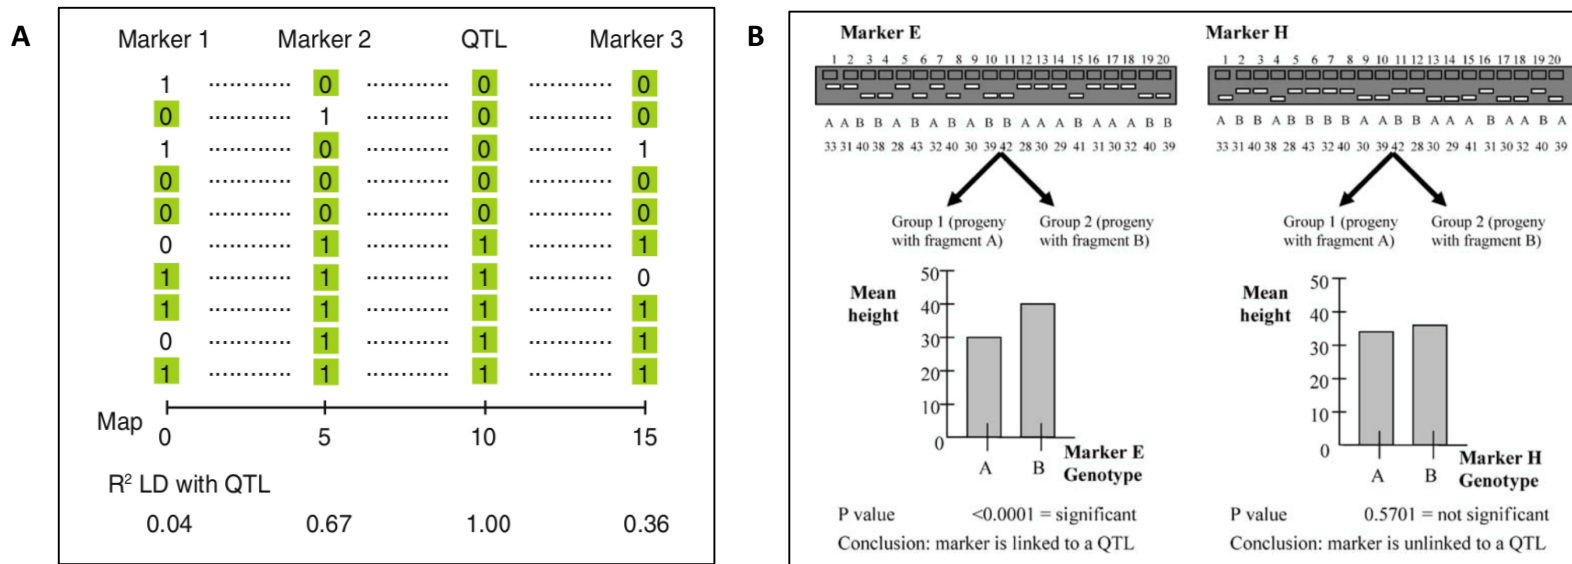 A
Marker 1 Marker 2 QTL Marker 3
1 ............ 0 ............ 0 ............ 0
0 ............ 1 ............ 0 ............ 0
1 ............ 0 ............ 0 ............ 1
0 ............ 0 ............ 0 ............ 0
0 ............ 0 ............ 0 ............ 0
0 ............ 1 ............ 1 ............ 1
1 ............ 1 ............ 1 ............ 0
1 ............ 1 ............ 1 ............ 1
0 ............ 1 ............ 1 ............ 1
1 ............ 1 ............ 1 ............ 1
Map
0 5 10 15
R² LD with QTL
0.04 0.67 1.00 0.36
B
Marker E
1 2 3 4 5 6 7 8 9 10 11 12 13 14 15 16 17 18 19 20
A A B B A B A B A B B A A A B A A A B B
33 31 40 38 28 43 32 40 30 39 42 28 30 29 41 31 30 32 40 39
Group 1 (progeny
with fragment A)
Group 2 (progeny
with fragment B)
Mean
height
50
40
30
20
10
0
A B
Marker E
Genotype
P value <0.0001 = significant
Conclusion: marker is linked to a QTL
Marker H
1 2 3 4 5 6 7 8 9 10 11 12 13 14 15 16 17 18 19 20
A B B A B B B B A A B B A A A B A A B A
33 31 40 38 28 43 32 40 30 39 42 28 30 29 41 31 30 32 40 39
Group 1 (progeny
with fragment A)
Group 2 (progeny
with fragment B)
Mean
height
50
40
30
20
10
0
A B
Marker H
Genotype
P value 0.5701 = not significant
Conclusion: marker is unlinked to a QTL